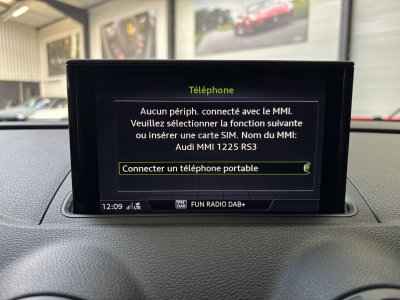 Téléphone
Aucun périph. connecté avec le MMI.
Veuillez sélectionner la fonction suivante
ou insérer une carte SIM. Nom du MMI:
Audi MMI 1225 RS3
Connecter un téléphone portable
12:09 LTE FUN RADIO DAB+